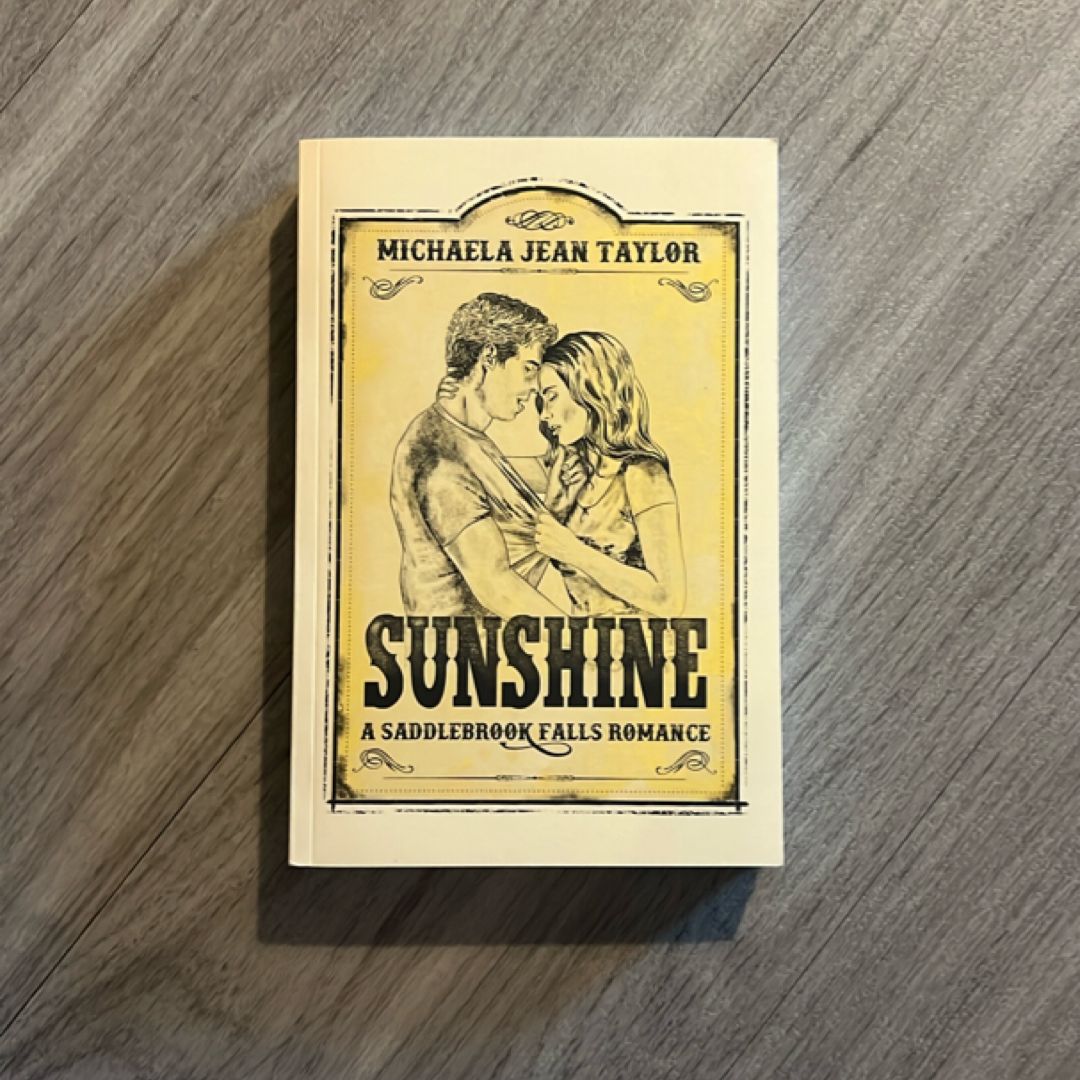 MICHAELA JEAN TAYLOR
SUNSHINE
A SADDLEBROOK FALLS ROMANCE